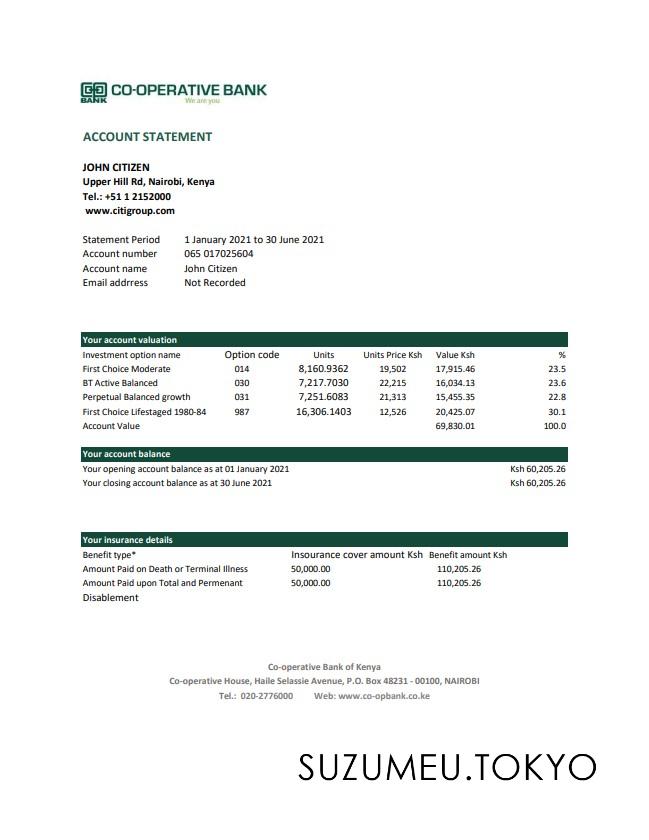 CO-OPERATIVE BANK
BANK
We are you
ACCOUNT STATEMENT
JOHN CITIZEN
Upper Hill Rd, Nairobi, Kenya
Tel.: +51 1 2152000
www.citigroup.com
Statement Period 1 January 2021 to 30 June 2021
Account number 065 017025604
Account name John Citizen
Email addrress Not Recorded
Your account valuation
Investment option name Option code Units Units Price Ksh Value Ksh %
First Choice Moderate 014 8,160.9362 19,502 17,915.46 23.5
BT Active Balanced 030 7,217.7030 22,215 16,034.13 23.6
Perpetual Balanced growth 031 7,251.6083 21,313 15,455.35 22.8
First Choice Lifestaged 1980-84 987 16,306.1403 12,526 20,425.07 30.1
Account Value 69,830.01 100.0
Your account balance
Your opening account balance as at 01 January 2021 Ksh 60,205.26
Your closing account balance as at 30 June 2021 Ksh 60,205.26
Your insurance details
Benefit type* Insourance cover amount Ksh Benefit amount Ksh
Amount Paid on Death or Terminal Illness 50,000.00 110,205.26
Amount Paid upon Total and Permenant 50,000.00 110,205.26
Disablement
Co-operative Bank of Kenya
Co-operative House, Haile Selassie Avenue, P.O. Box 48231 - 00100, NAIROBI
Tel.: 020-2776000 Web: www.co-opbank.co.ke
SUZUMEU.TOKYO